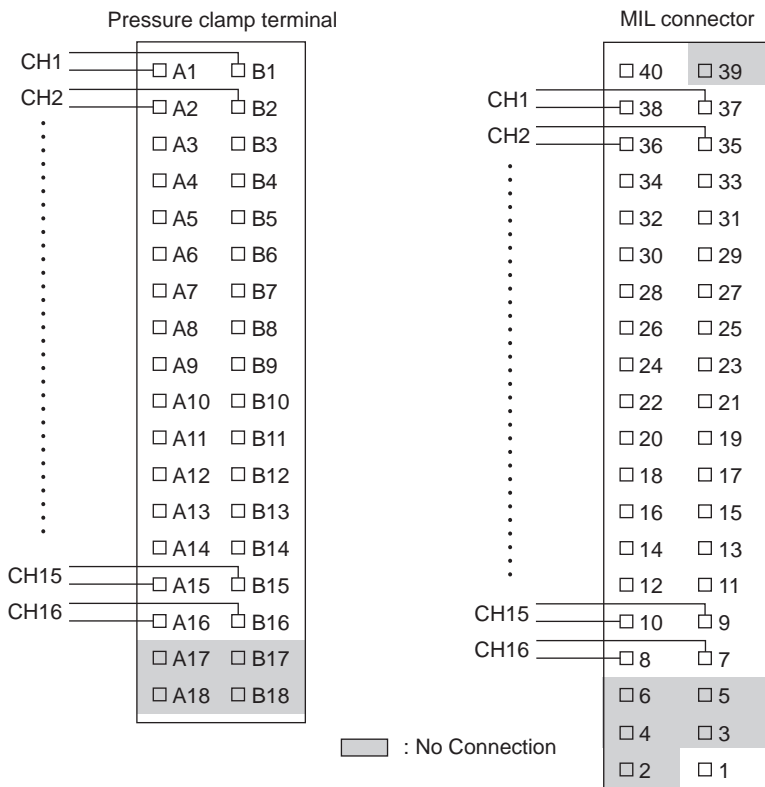 Pressure clamp terminal
CH1
A1 B1
CH2
A2 B2
A3 B3
A4 B4
A5 B5
A6 B6
A7 B7
A8 B8
A9 B9
A10 B10
A11 B11
A12 B12
A13 B13
A14 B14
CH15
A15 B15
CH16
A16 B16
A17 B17
A18 B18
MIL connector
40 39
CH1
38 37
CH2
36 35
34 33
32 31
30 29
28 27
26 25
24 23
22 21
20 19
18 17
16 15
14 13
12 11
CH15
10 9
CH16
8 7
6 5
4 3
2 1
: No Connection